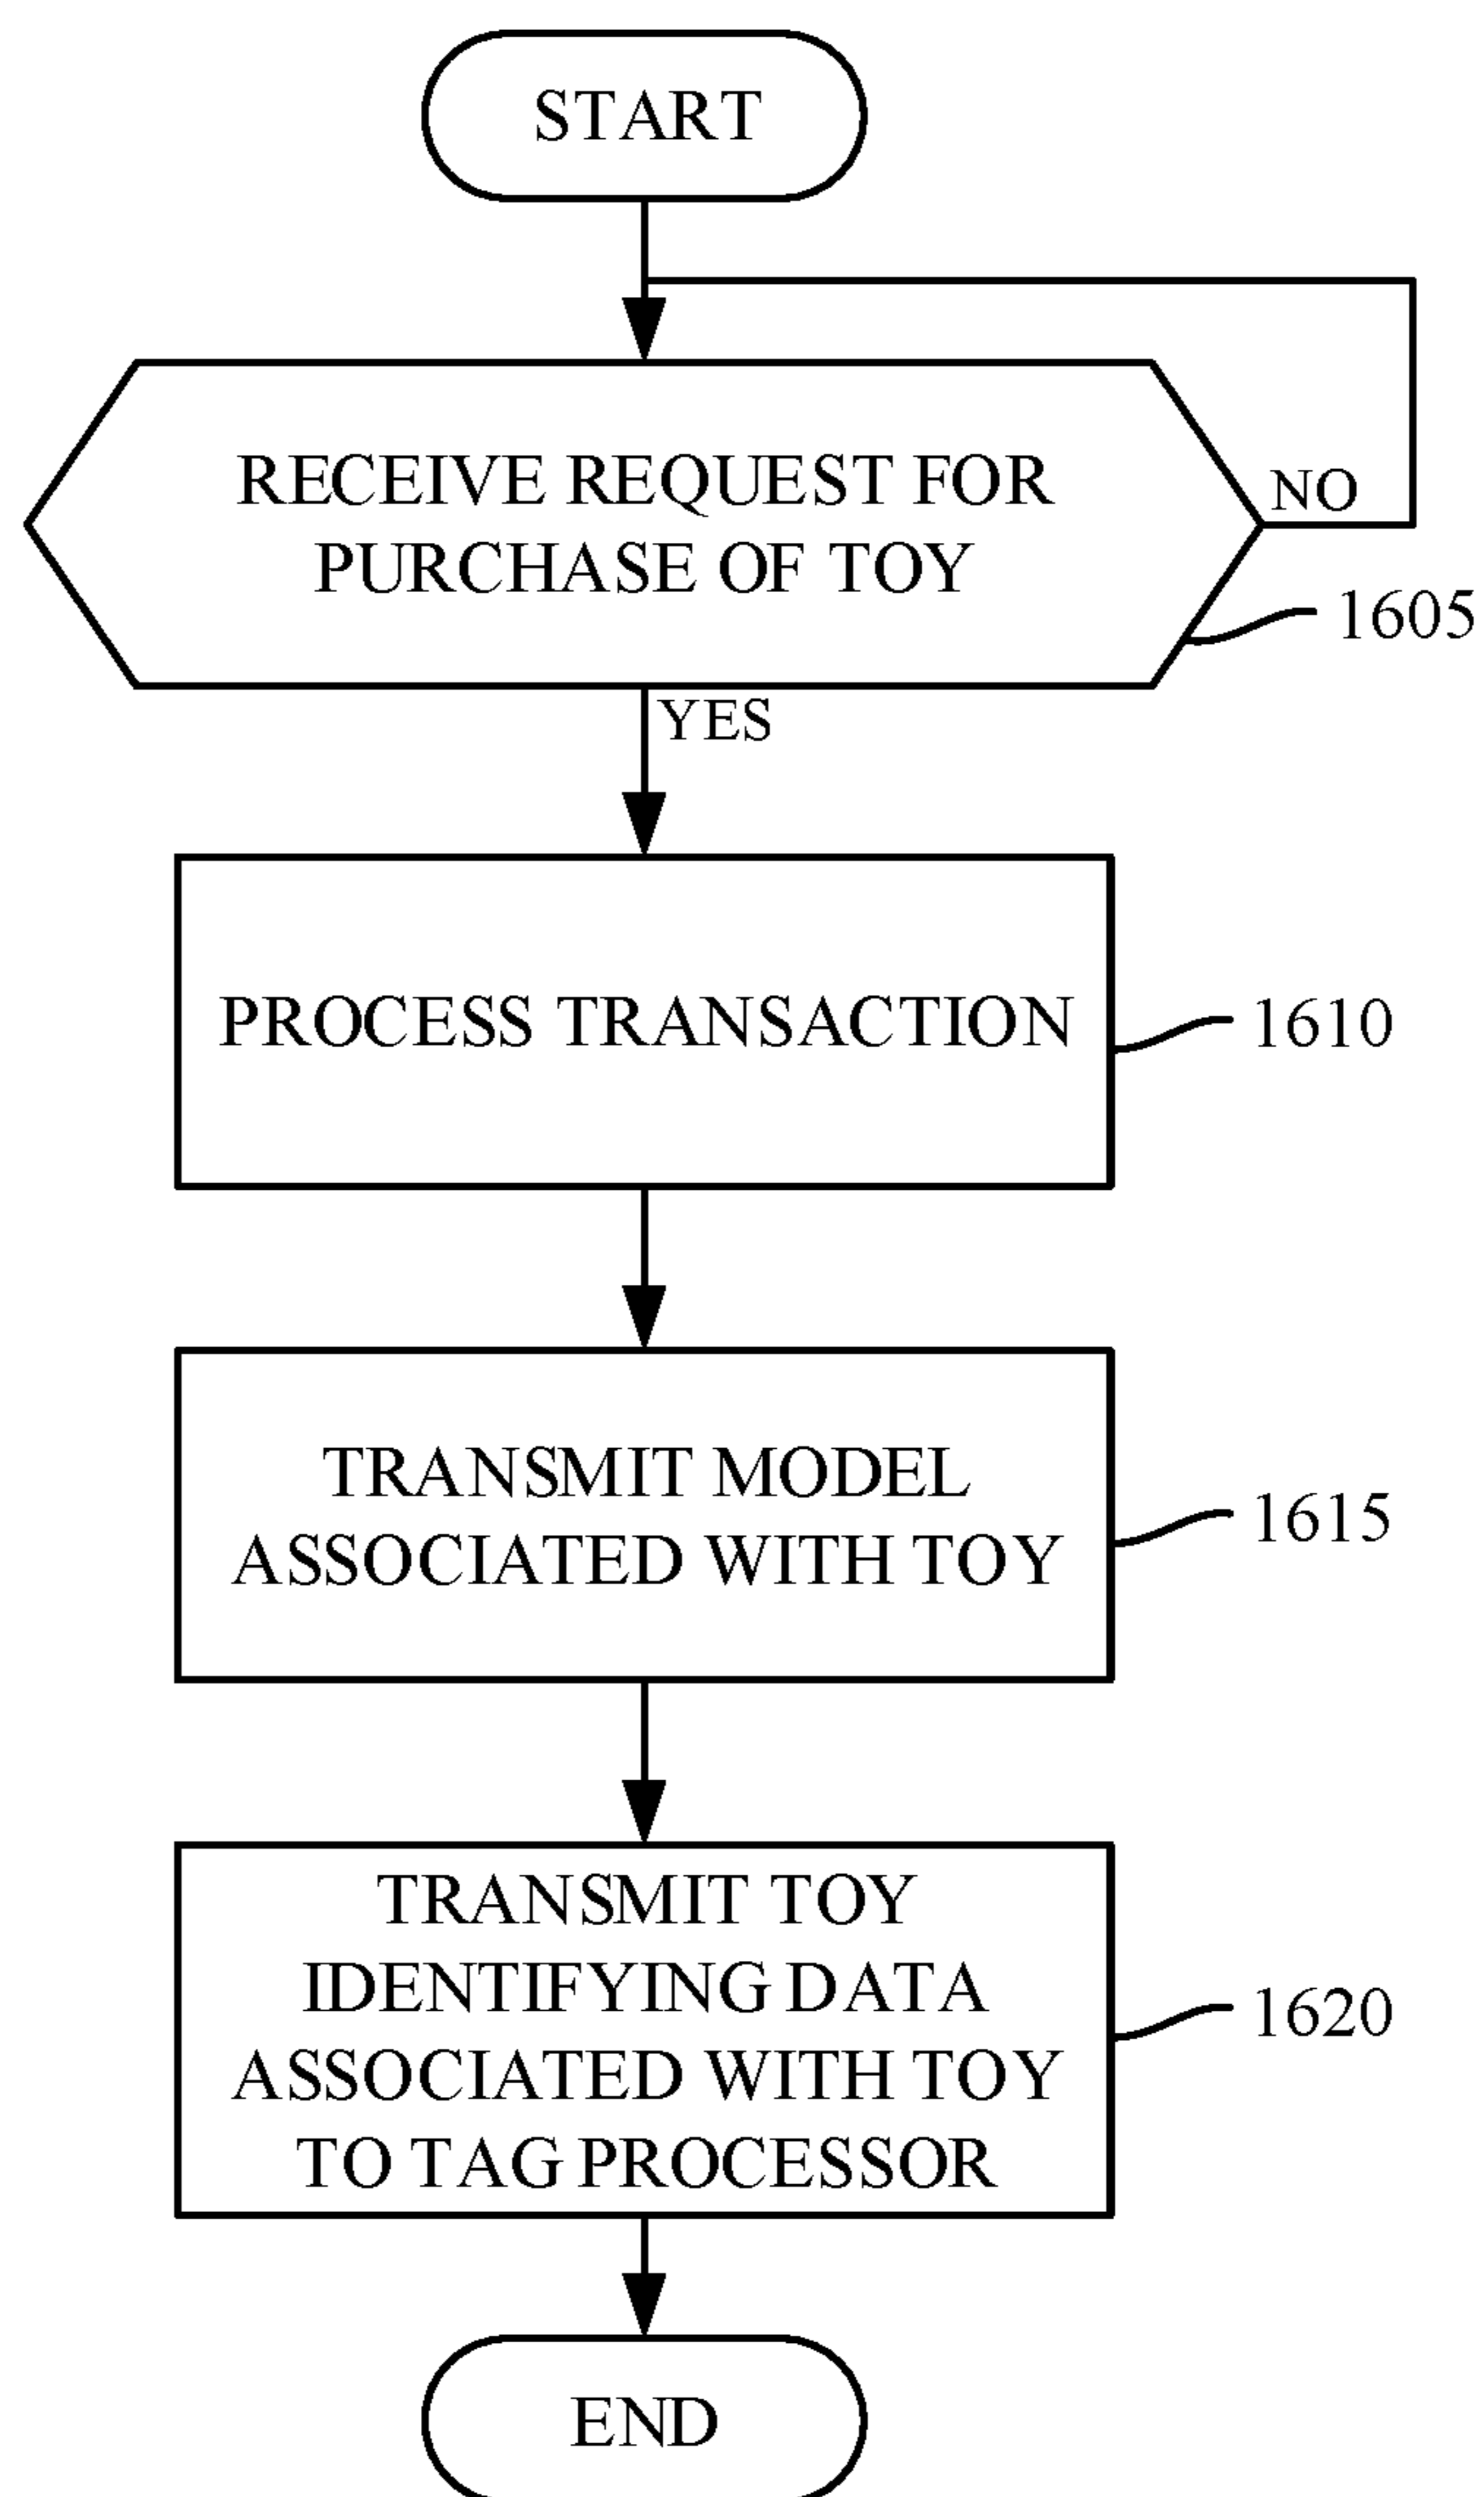 START
RECEIVE REQUEST FOR
PURCHASE OF TOY
NO
1605
YES
PROCESS TRANSACTION
1610
TRANSMIT MODEL
ASSOCIATED WITH TOY
1615
TRANSMIT TOY
IDENTIFYING DATA
ASSOCIATED WITH TOY
TO TAG PROCESSOR
1620
END